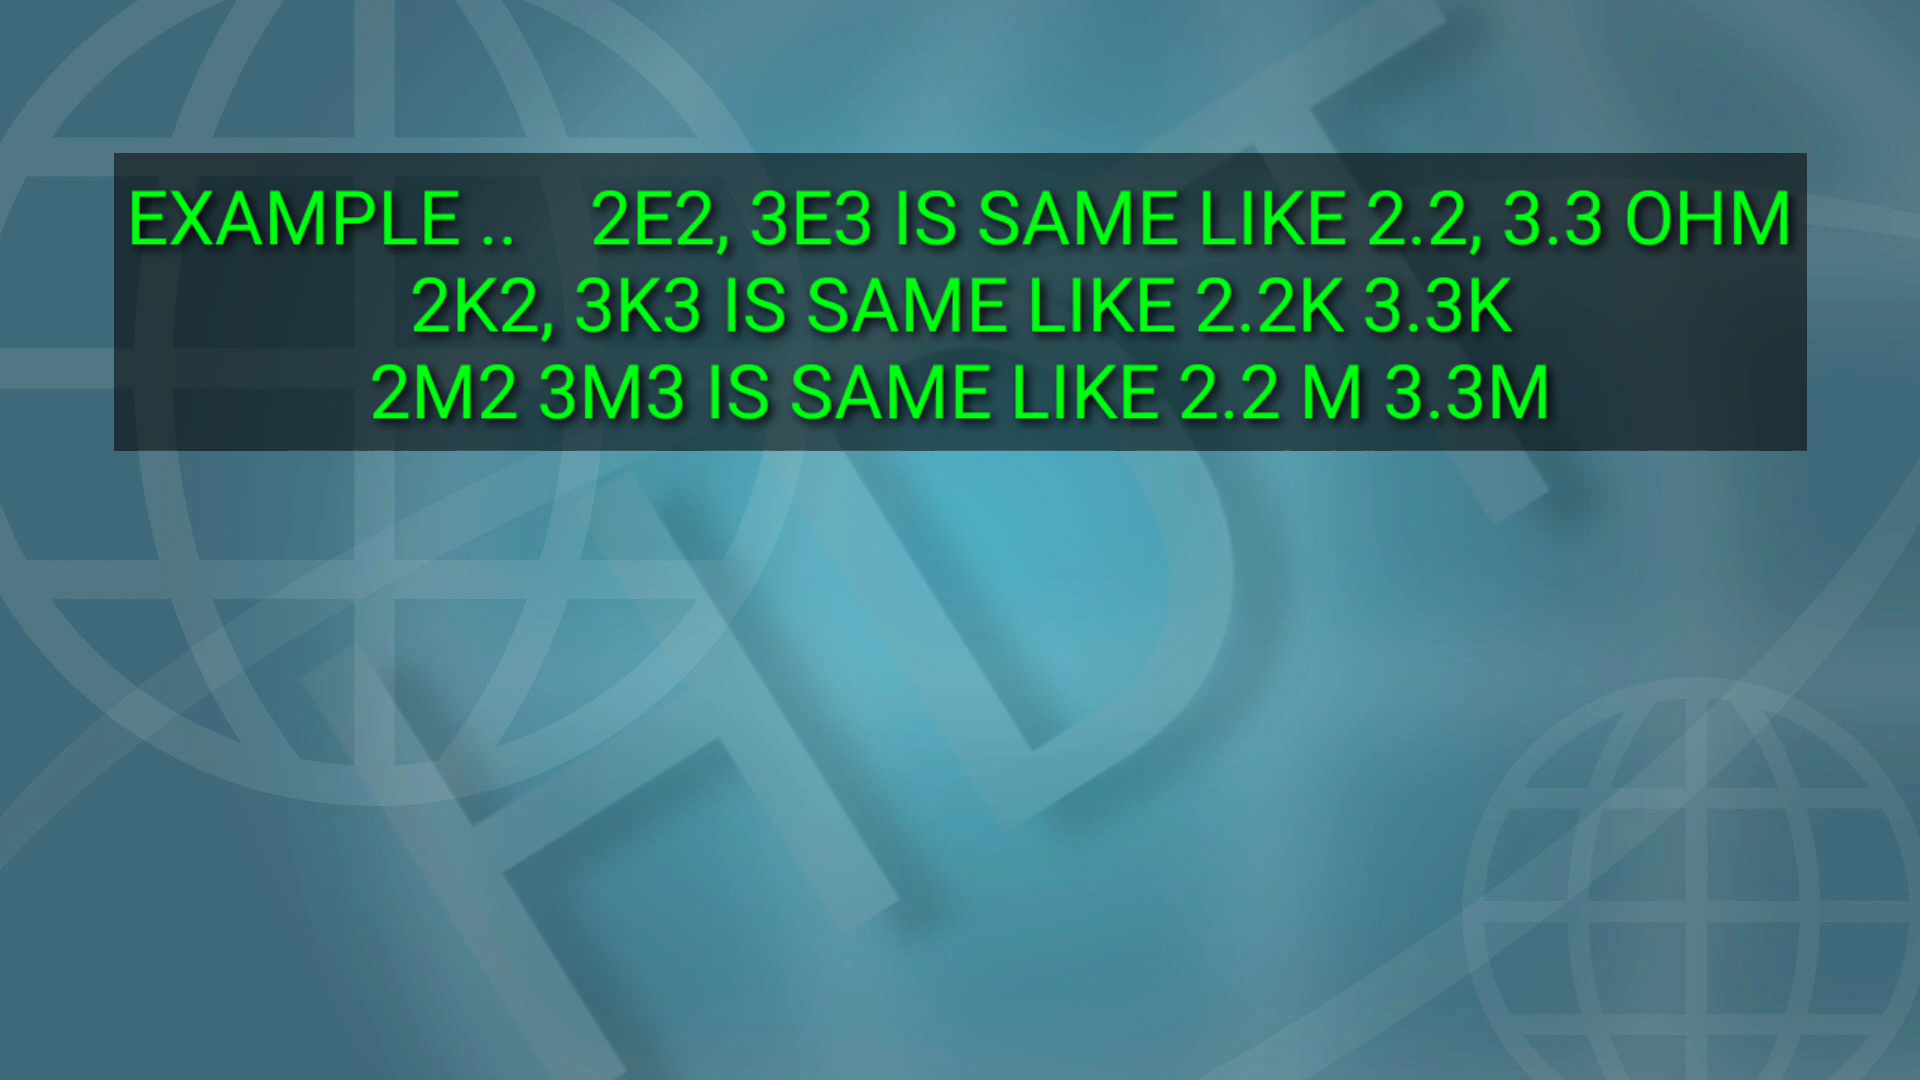 EXAMPLE ..    2E2, 3E3 IS SAME LIKE 2.2, 3.3 OHM
2K2, 3K3 IS SAME LIKE 2.2K 3.3K
2M2 3M3 IS SAME LIKE 2.2 M 3.3M
HDT